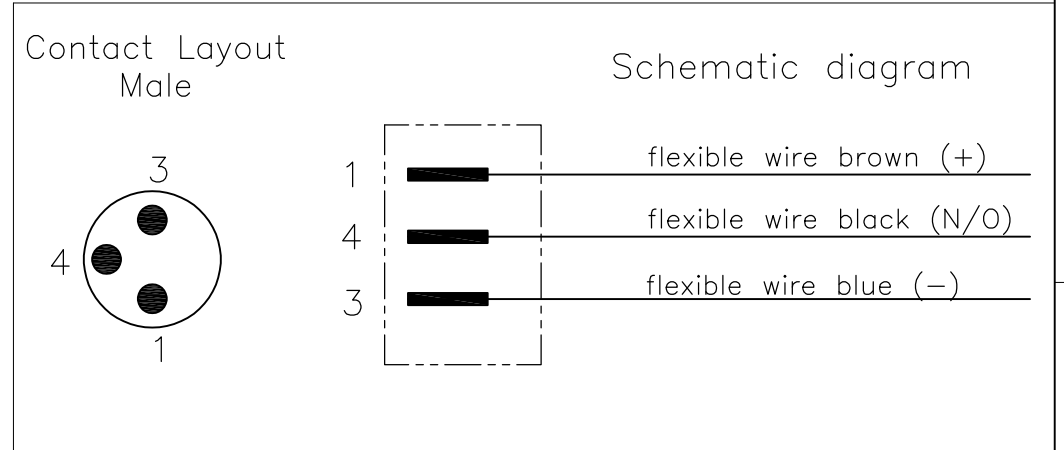 Contact Layout
Male
3
4
1
Schematic diagram
1 flexible wire brown (+)
4 flexible wire black (N/O)
3 flexible wire blue (−)